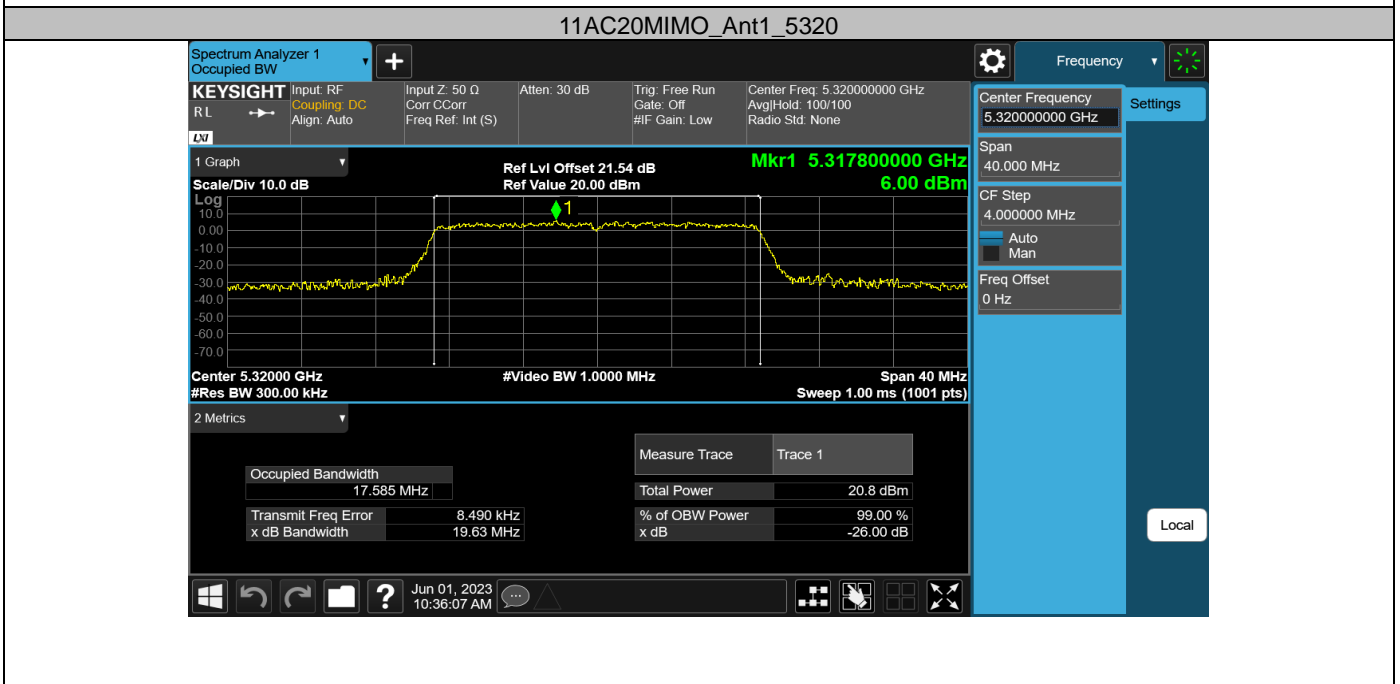 11AC20MIMO_Ant1_5320
Spectrum Analyzer 1
Occupied BW
+
Frequency
KEYSIGHT
RL
LXI
Input: RF
Coupling: DC
Align: Auto
Input Z: 50 Ω
Corr CCorr
Freq Ref: Int (S)
Atten: 30 dB
Trig: Free Run
Gate: Off
#IF Gain: Low
Center Freq: 5.320000000 GHz
Avg|Hold: 100/100
Radio Std: None
Center Frequency
5.320000000 GHz
Settings
Span
40.000 MHz
CF Step
4.000000 MHz
Auto
Man
Freq Offset
0 Hz
Local
1 Graph
Scale/Div 10.0 dB
Ref Lvl Offset 21.54 dB
Ref Value 20.00 dBm
Mkr1 5.317800000 GHz
6.00 dBm
Log
1
10.0
0.00
-10.0
-20.0
-30.0
-40.0
-50.0
-60.0
-70.0
Center 5.32000 GHz
#Res BW 300.00 kHz
#Video BW 1.0000 MHz
Span 40 MHz
Sweep 1.00 ms (1001 pts)
2 Metrics
Measure Trace Trace 1
Occupied Bandwidth
17.585 MHz
Total Power 20.8 dBm
Transmit Freq Error 8.490 kHz
% of OBW Power 99.00 %
x dB Bandwidth 19.63 MHz
x dB -26.00 dB
?
Jun 01, 2023
10:36:07 AM